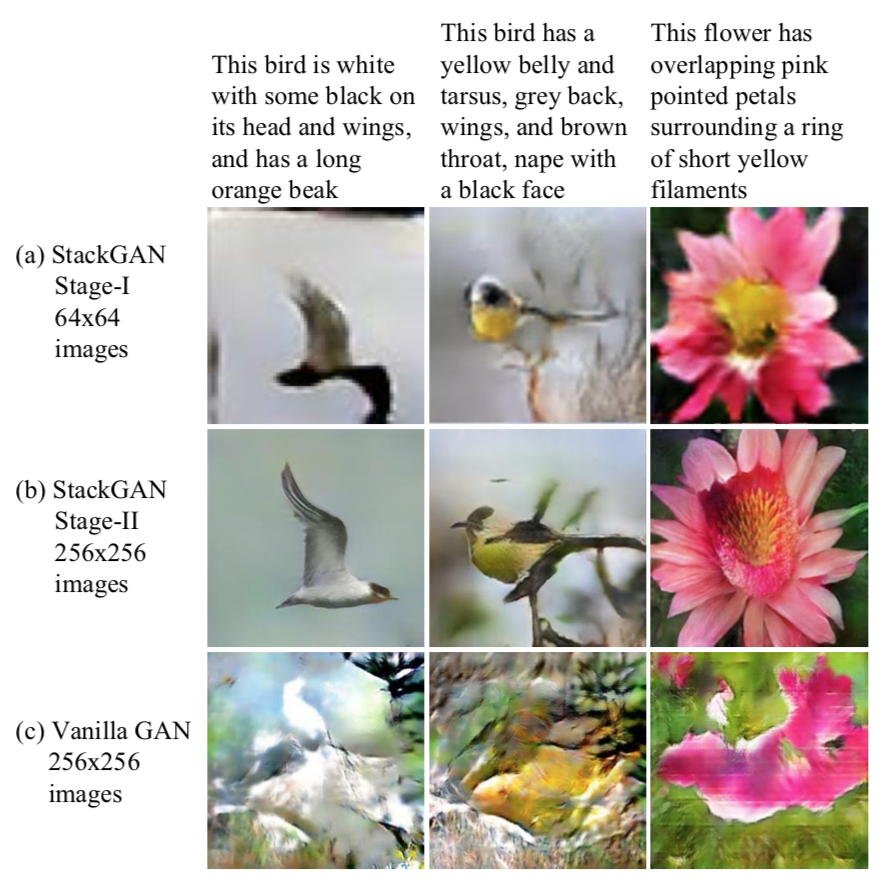 This bird is white
with some black on
its head and wings,
and has a long
orange beak
This bird has a
yellow belly and
tarsus, grey back,
wings, and brown
throat, nape with
a black face
This flower has
overlapping pink
pointed petals
surrounding a ring
of short yellow
filaments
(a) StackGAN
Stage-I
64x64
images
(b) StackGAN
Stage-II
256x256
images
(c) Vanilla GAN
256x256
images